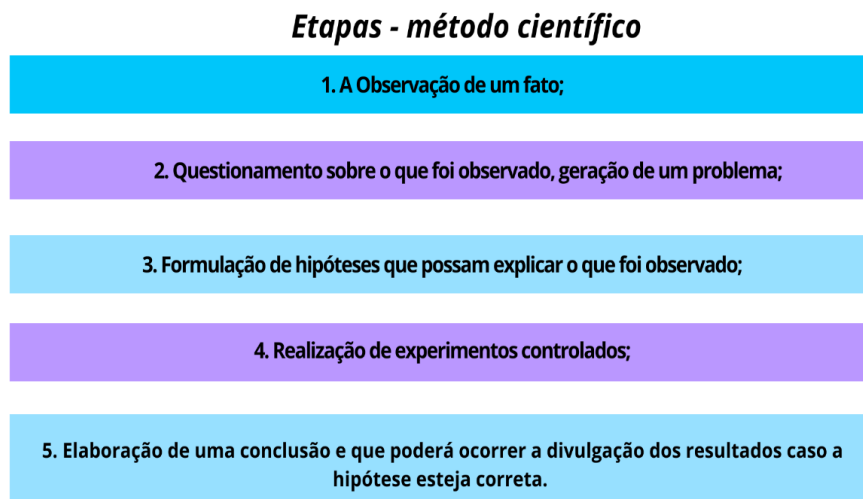 Etapas - método científico
1. A Observação de um fato;
2. Questionamento sobre o que foi observado, geração de um problema;
3. Formulação de hipóteses que possam explicar o que foi observado;
4. Realização de experimentos controlados;
5. Elaboração de uma conclusão e que poderá ocorrer a divulgação dos resultados caso a
hipótese esteja correta.